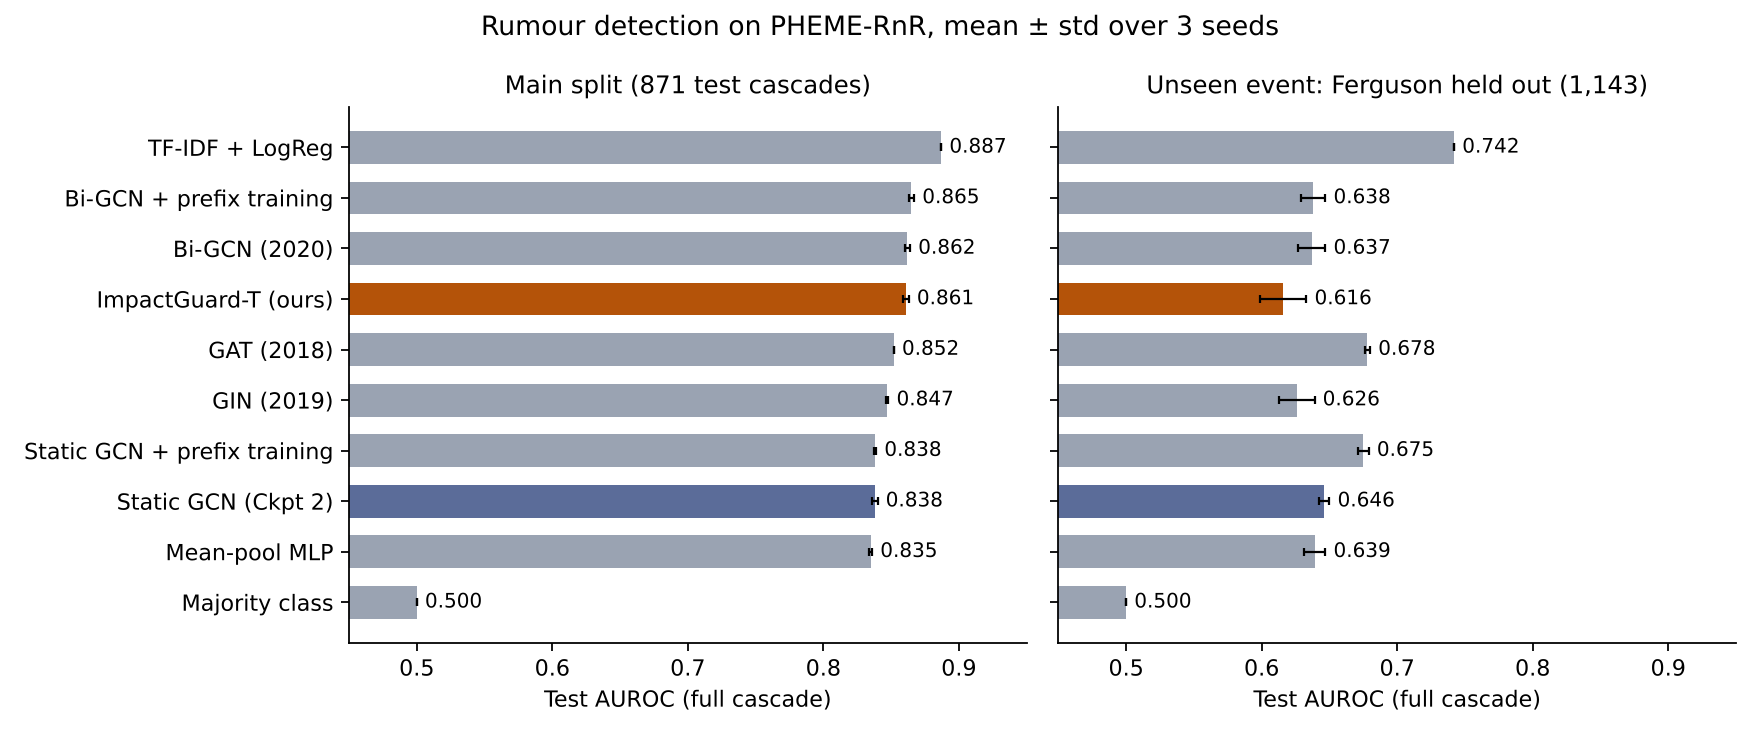 Rumour detection on PHEME-RnR, mean ± std over 3 seeds
Main split (871 test cascades)
TF-IDF + LogReg 0.887
Bi-GCN + prefix training 0.865
Bi-GCN (2020) 0.862
ImpactGuard-T (ours) 0.861
GAT (2018) 0.852
GIN (2019) 0.847
Static GCN + prefix training 0.838
Static GCN (Ckpt 2) 0.838
Mean-pool MLP 0.835
Majority class 0.500
0.5 0.6 0.7 0.8 0.9
Test AUROC (full cascade)
Unseen event: Ferguson held out (1,143)
0.742
0.638
0.637
0.616
0.678
0.626
0.675
0.646
0.639
0.500
0.5 0.6 0.7 0.8 0.9
Test AUROC (full cascade)